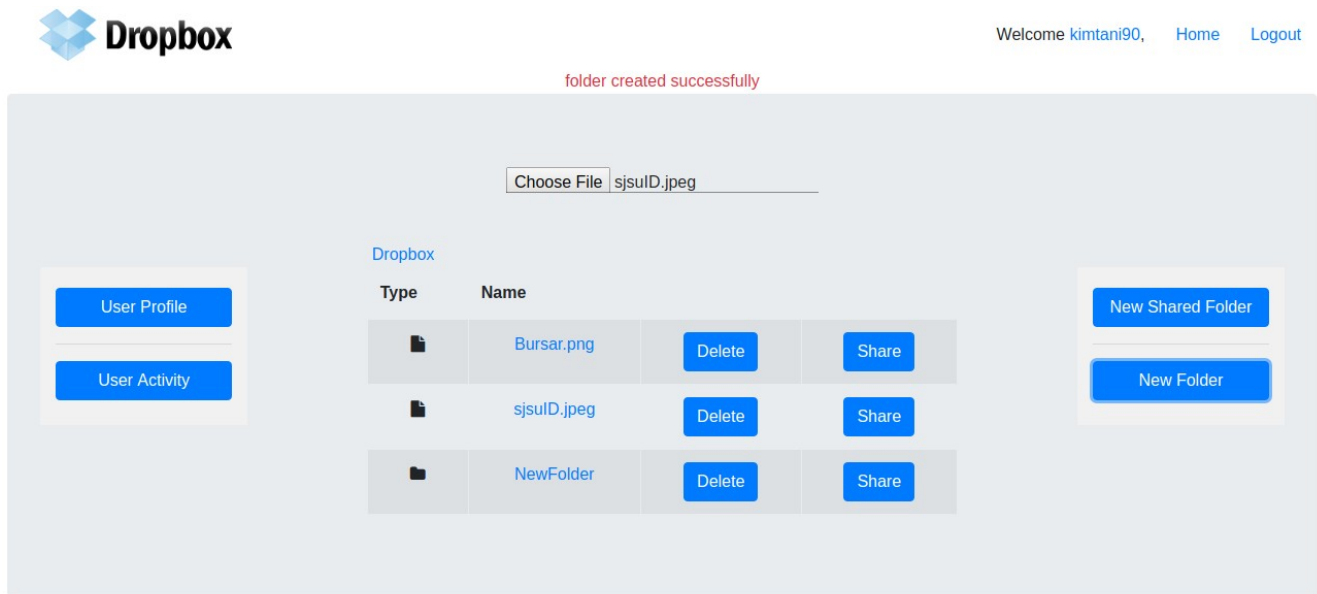 Dropbox
Welcome kimtani90, Home Logout
folder created successfully
Choose File sjsuID.jpeg
Dropbox
Type Name
User Profile
New Shared Folder
Bursar.png Delete Share
User Activity
New Folder
sjsuID.jpeg Delete Share
NewFolder Delete Share